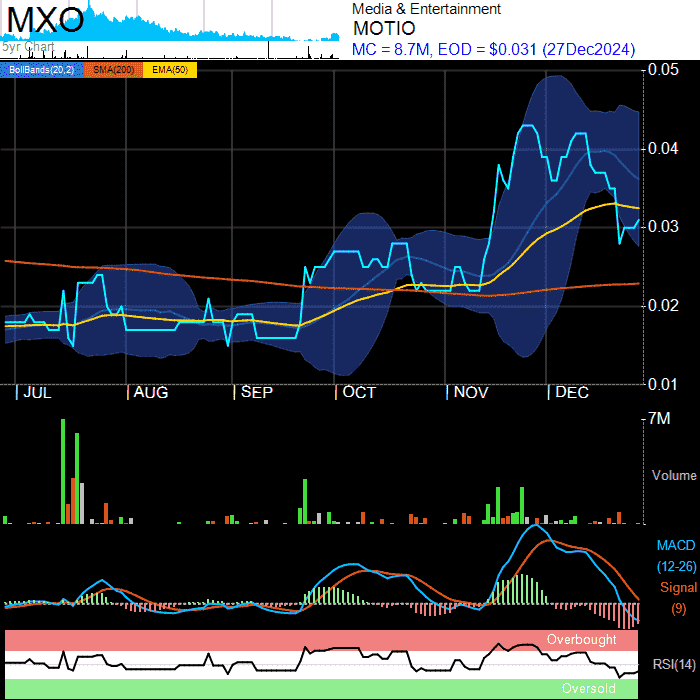 MXO
Media & Entertainment
MOTIO
5yr Chart
MC = 8.7M, EOD = $0.031 (27Dec2024)
BollBands(20,2) SMA(200) EMA(50)
0.05
0.04
0.03
0.02
0.01
JUL AUG SEP OCT NOV DEC
7M
Volume
MACD
(12-26)
Signal
(9)
Overbought
RSI(14)
Oversold